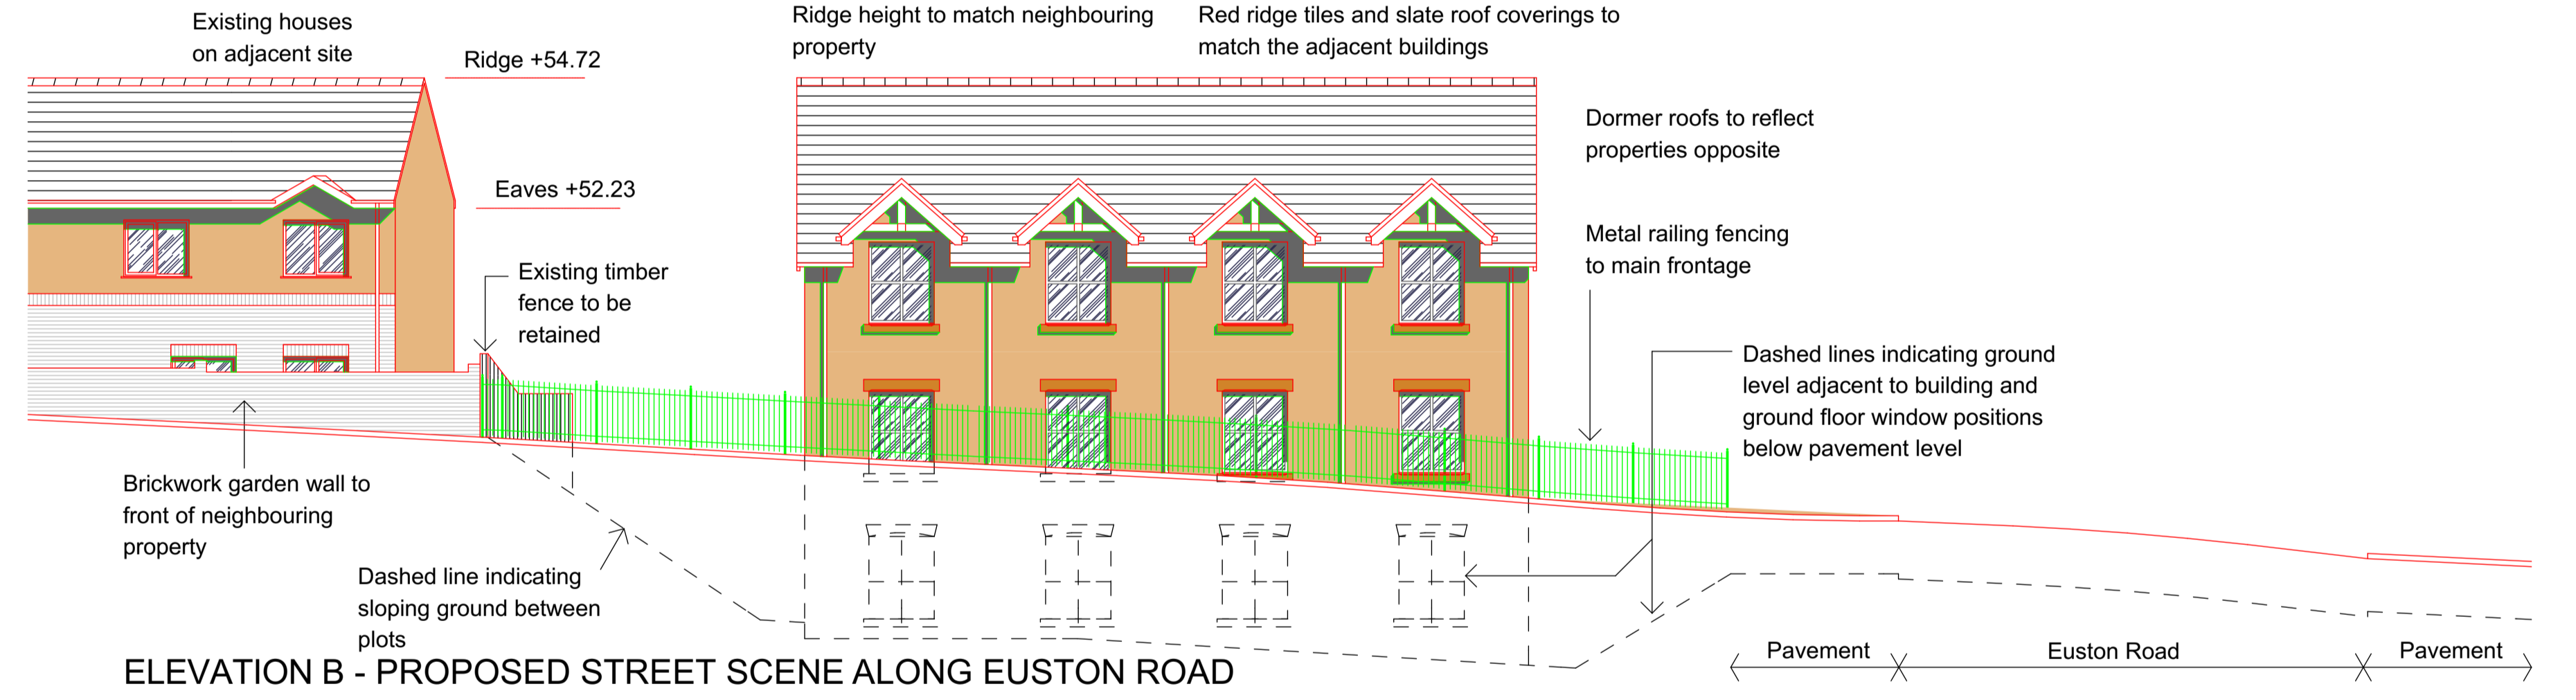 Existing houses
on adjacent site
Ridge +54.72
Eaves +52.23
Ridge height to match neighbouring
property
Red ridge tiles and slate roof coverings to
match the adjacent buildings
Dormer roofs to reflect
properties opposite
Metal railing fencing
to main frontage
Existing timber
fence to be
retained
Dashed lines indicating ground
level adjacent to building and
ground floor window positions
below pavement level
Brickwork garden wall to
front of neighbouring
property
Dashed line indicating
sloping ground between
plots
Pavement
Euston Road
Pavement
ELEVATION B - PROPOSED STREET SCENE ALONG EUSTON ROAD